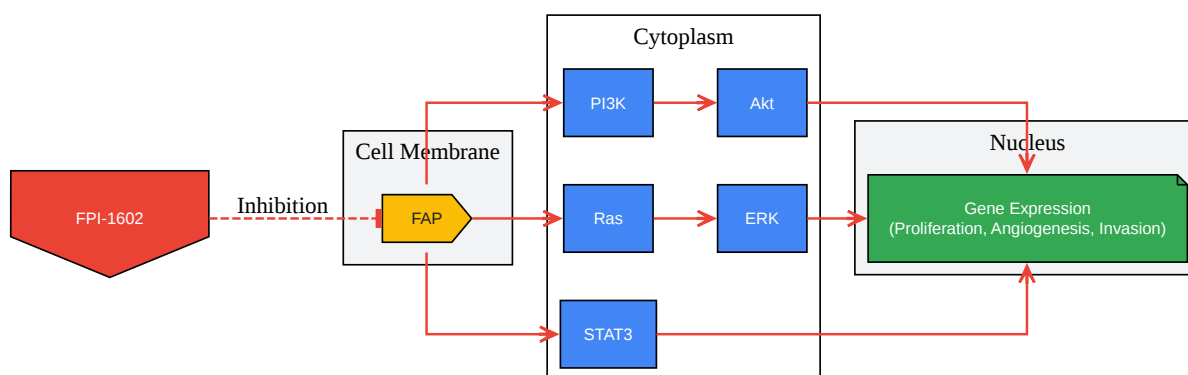 Cytoplasm
PI3K
Akt
Cell Membrane
Nucleus
FPI-1602
Inhibition
FAP
Ras
ERK
Gene Expression
(Proliferation, Angiogenesis, Invasion)
STAT3